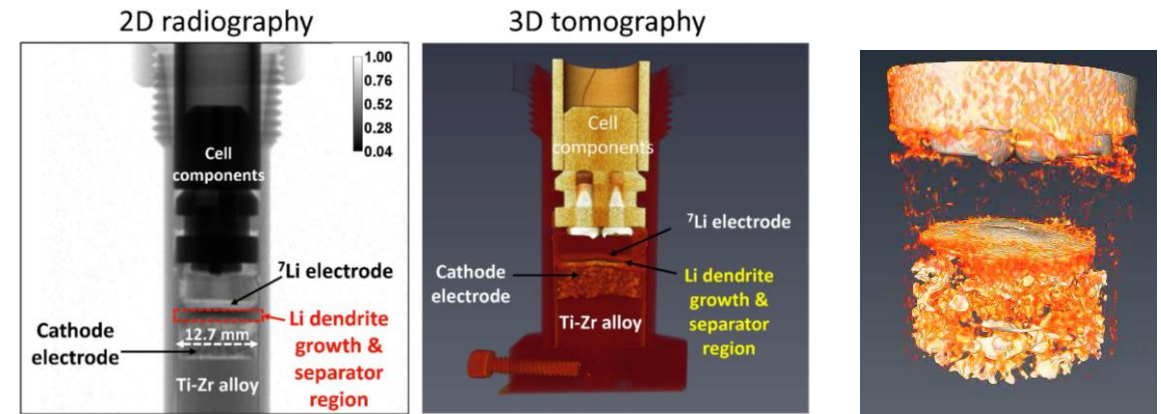 2D radiography
1.00
0.76
0.52
0.28
0.04
Cell
components
⁷Li electrode
Cathode
electrode
12.7 mm
Li dendrite
growth &
separator
region
Ti-Zr alloy
3D tomography
Cell
components
⁷Li electrode
Cathode
electrode
Li dendrite
growth &
separator
region
Ti-Zr alloy